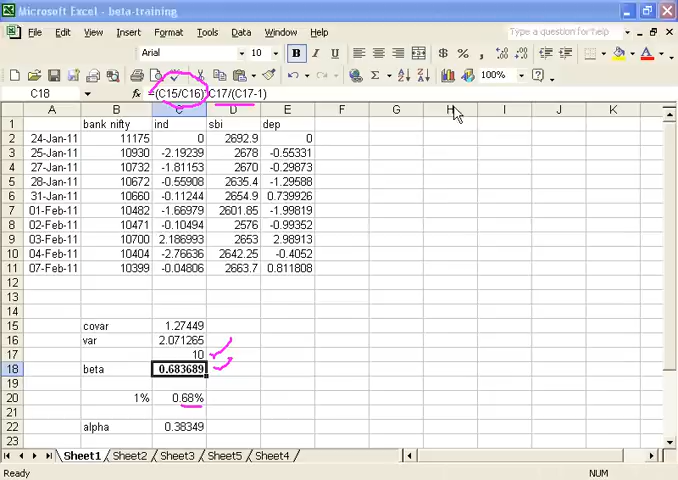 Microsoft Excel - beta-training
File Edit View Insert Format Tools Data Window Help Type a question for help
Arial 10 B I U $ %
Σ 100%
C18 fx =(C15/C16)*C17/(C17-1)
A B C D E F G H I J K
1 bank nifty ind sbi dep
2 24-Jan-11 11175 0 2692.9 0
3 25-Jan-11 10930 -2.19239 2678 -0.55331
4 27-Jan-11 10732 -1.81153 2670 -0.29873
5 28-Jan-11 10672 -0.55908 2635.4 -1.29588
6 31-Jan-11 10660 -0.11244 2654.9 0.739926
7 01-Feb-11 10482 -1.66979 2601.85 -1.99819
8 02-Feb-11 10471 -0.10494 2576 -0.99352
9 03-Feb-11 10700 2.186993 2653 2.98913
10 04-Feb-11 10404 -2.76636 2642.25 -0.4052
11 07-Feb-11 10399 -0.04806 2663.7 0.811808
12
13
14
15 covar 1.27449
16 var 2.071265
17 10
18 beta 0.683689
19
20 1% 0.68%
21
22 alpha 0.38349
23
Sheet1 Sheet2 Sheet3 Sheet5 Sheet4
Ready NUM